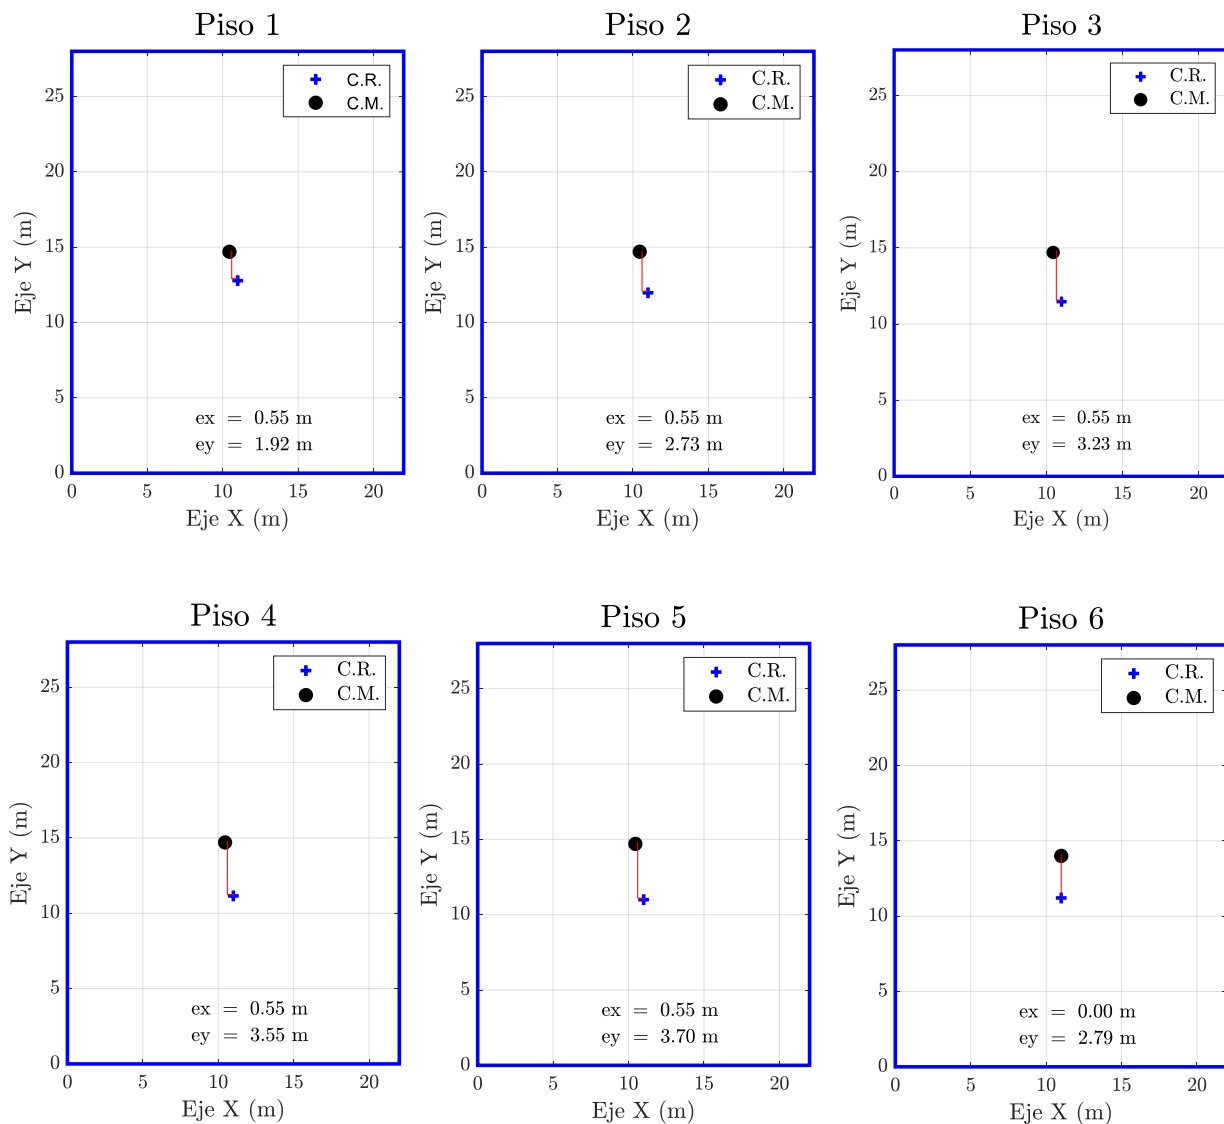 Piso 1
C.R.
C.M.
25
20
15
10
5
0
0 5 10 15 20
Eje Y (m)
Eje X (m)
ex = 0.55 m
ey = 1.92 m
Piso 2
C.R.
C.M.
25
20
15
10
5
0
0 5 10 15 20
Eje Y (m)
Eje X (m)
ex = 0.55 m
ey = 2.73 m
Piso 3
C.R.
C.M.
25
20
15
10
5
0
0 5 10 15 20
Eje Y (m)
Eje X (m)
ex = 0.55 m
ey = 3.23 m
Piso 4
C.R.
C.M.
25
20
15
10
5
0
0 5 10 15 20
Eje Y (m)
Eje X (m)
ex = 0.55 m
ey = 3.55 m
Piso 5
C.R.
C.M.
25
20
15
10
5
0
0 5 10 15 20
Eje Y (m)
Eje X (m)
ex = 0.55 m
ey = 3.70 m
Piso 6
C.R.
C.M.
25
20
15
10
5
0
0 5 10 15 20
Eje Y (m)
Eje X (m)
ex = 0.00 m
ey = 2.79 m